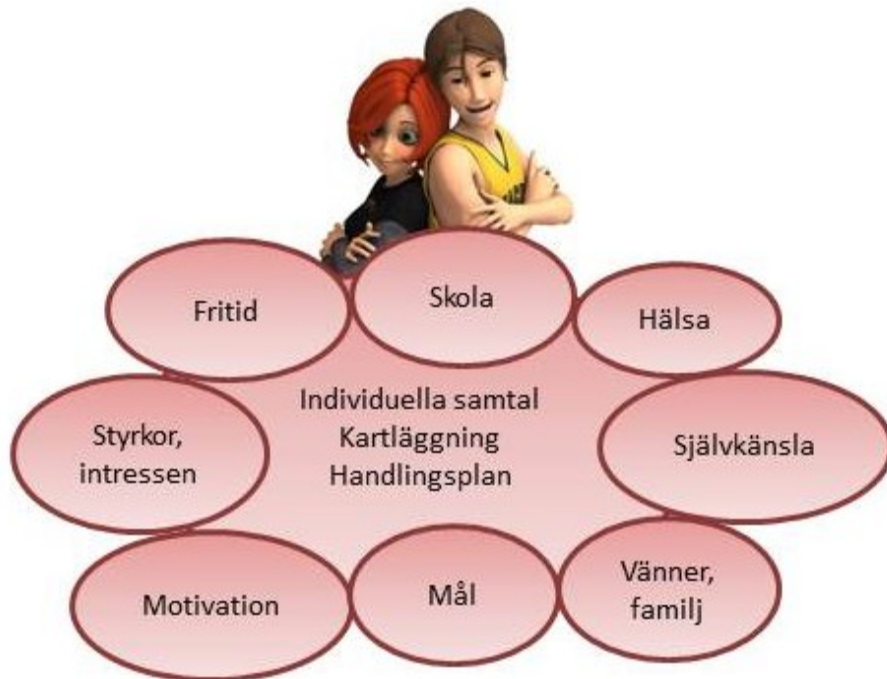 Fritid
Skola
Hälsa
Individuella samtal
Kartläggning
Handlingsplan
Styrkor,
intressen
Självkänsla
Motivation
Mål
Vänner,
familj